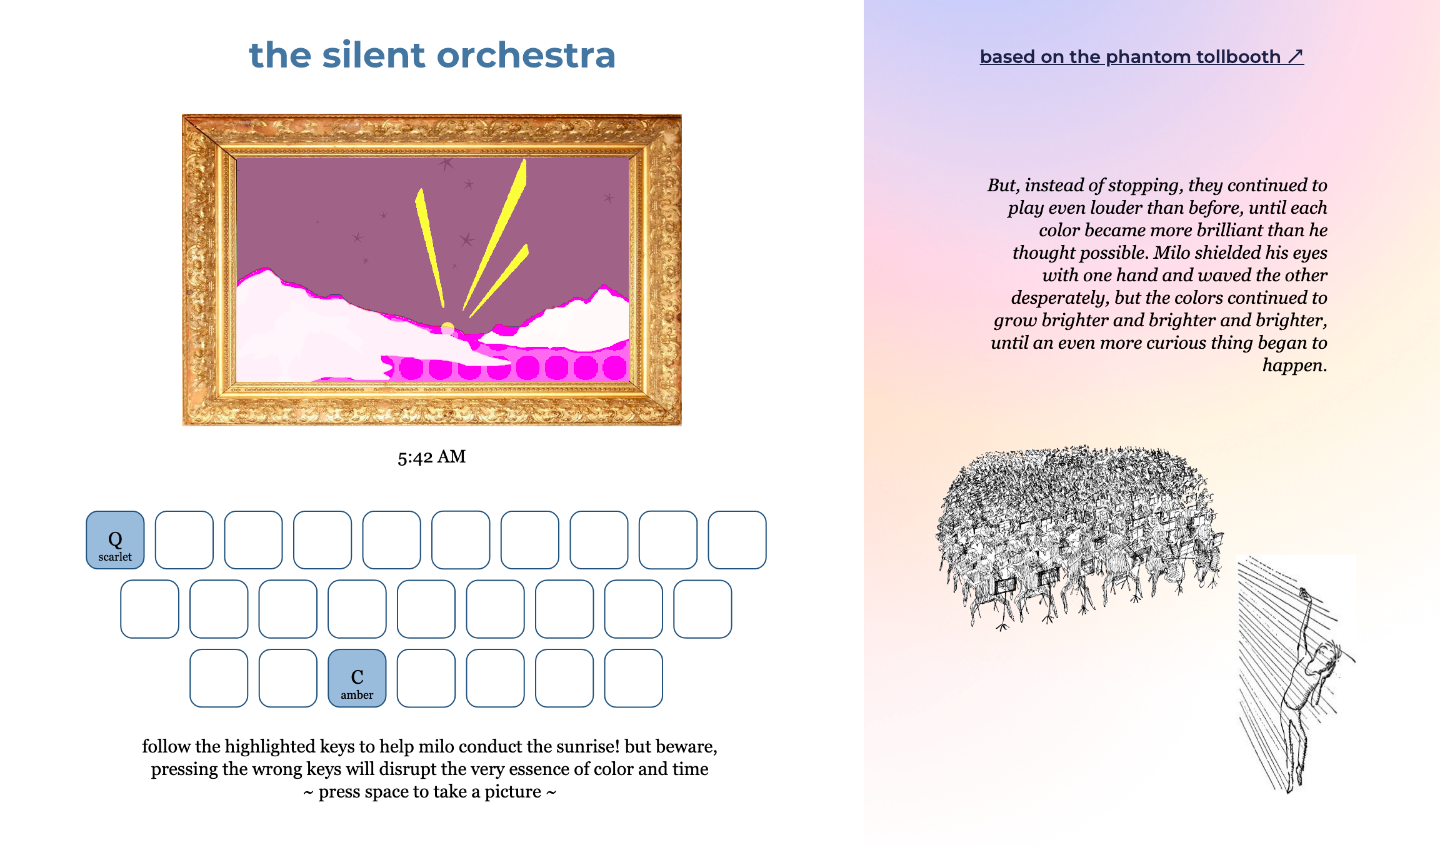 the silent orchestra
5:42 AM
Q
scarlet
C
amber
follow the highlighted keys to help milo conduct the sunrise! but beware,
pressing the wrong keys will disrupt the very essence of color and time
~ press space to take a picture ~
based on the phantom tollbooth ↗
But, instead of stopping, they continued to
play even louder than before, until each
color became more brilliant than he
thought possible. Milo shielded his eyes
with one hand and waved the other
desperately, but the colors continued to
grow brighter and brighter and brighter,
until an even more curious thing began to
happen.